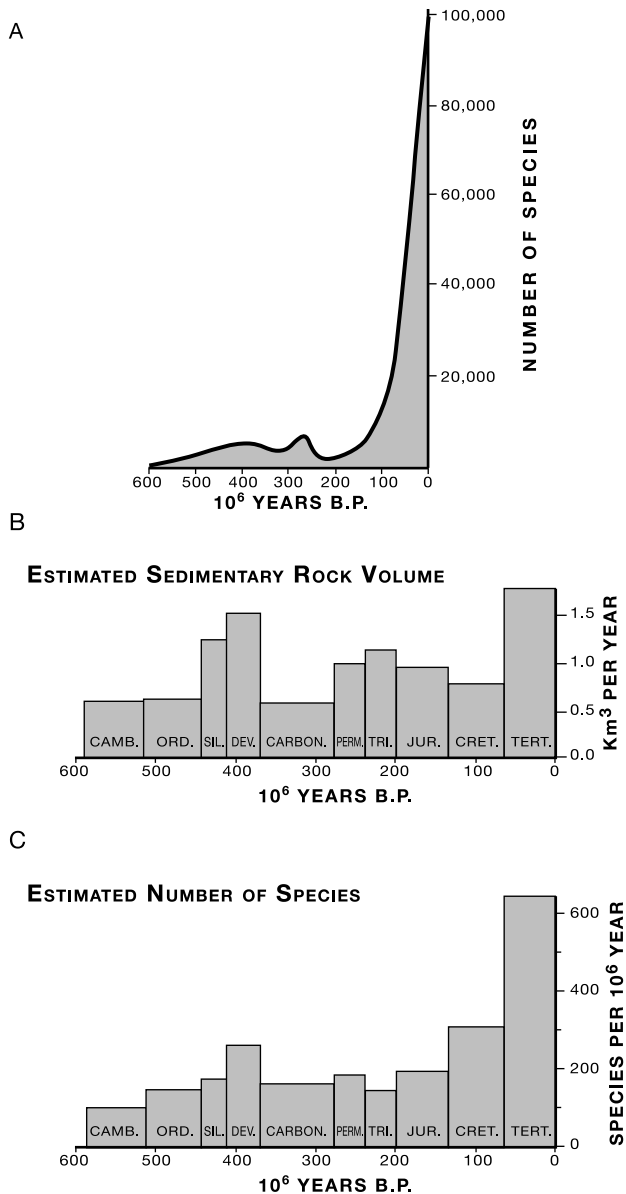 A
100,000
80,000
60,000
40,000
20,000
NUMBER OF SPECIES
600 500 400 300 200 100 0
10⁶ YEARS B.P.
B
ESTIMATED SEDIMENTARY ROCK VOLUME
1.5
1.0
0.5
0.0
KM³ PER YEAR
CAMB. ORD. SIL. DEV. CARBON. PERM. TRI. JUR. CRET. TERT.
600 500 400 300 200 100 0
10⁶ YEARS B.P.
C
ESTIMATED NUMBER OF SPECIES
600
400
200
0
SPECIES PER 10⁶ YEAR
CAMB. ORD. SIL. DEV. CARBON. PERM. TRI. JUR. CRET. TERT.
600 500 400 300 200 100 0
10⁶ YEARS B.P.